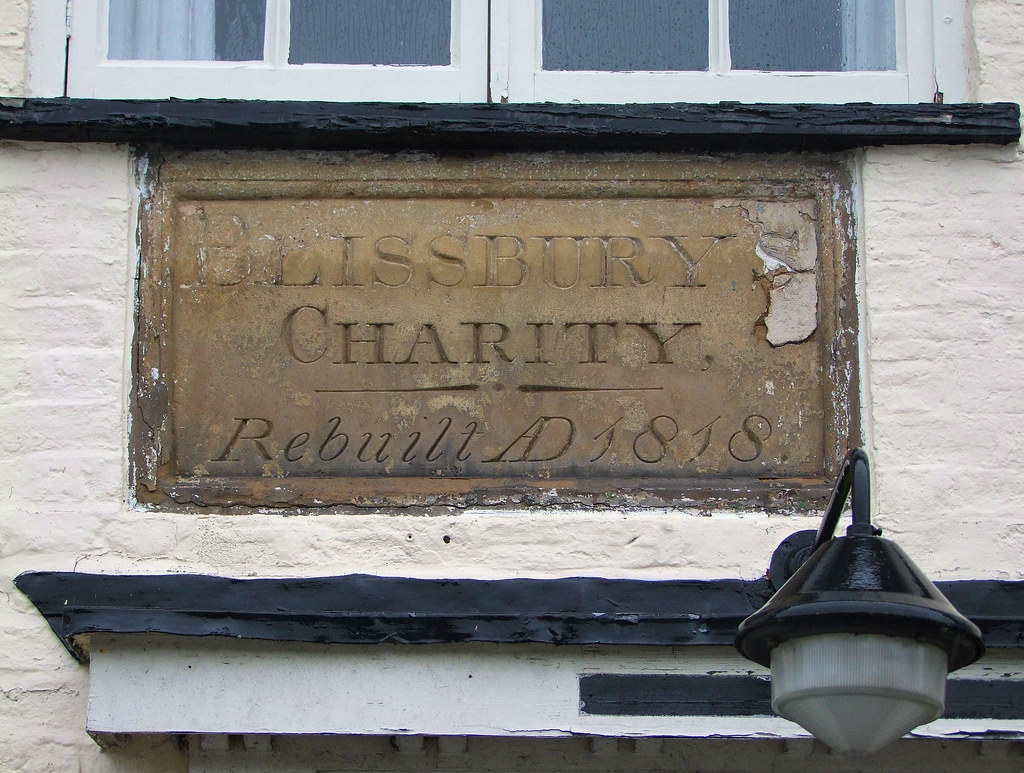 BLISSBURY'S
CHARITY,
Rebuilt AD 1818.